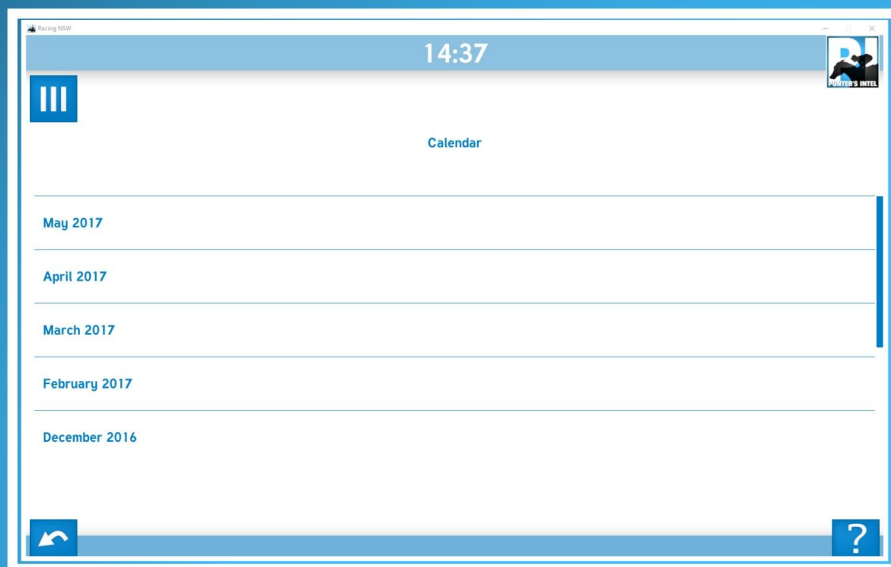 Racing NSW
14:37
PUNTER'S INTEL
Calendar
May 2017
April 2017
March 2017
February 2017
December 2016
?